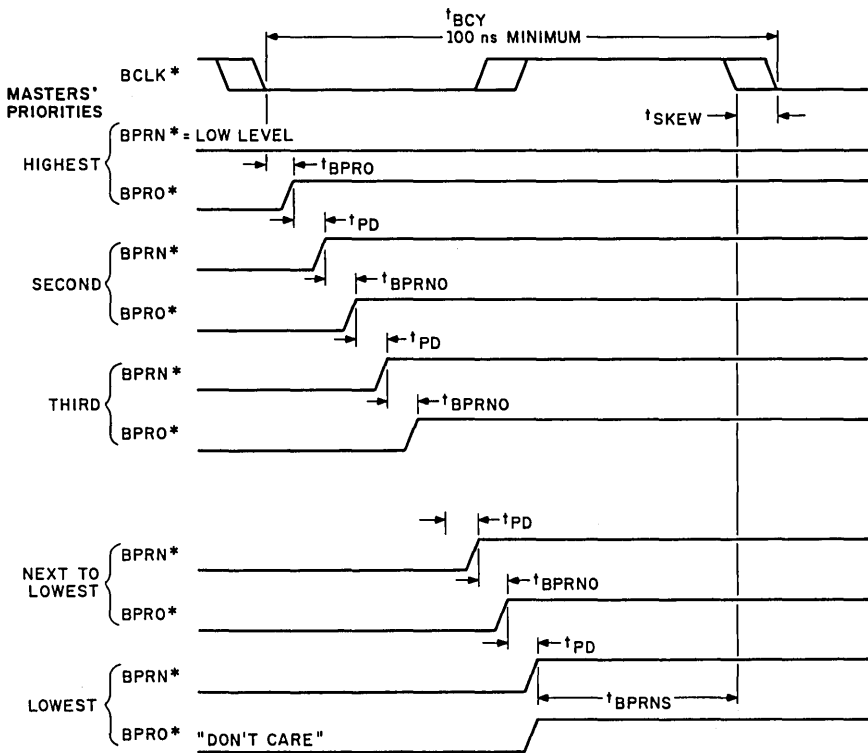 tBCY
100 ns MINIMUM
BCLK*
MASTERS'
PRIORITIES
tSKEW
BPRN* = LOW LEVEL
HIGHEST
tBPRO
BPRO*
tPD
BPRN*
SECOND
tBPRNO
BPRO*
tPD
BPRN*
THIRD
tBPRNO
BPRO*
tPD
BPRN*
NEXT TO
LOWEST
tBPRNO
BPRO*
tPD
BPRN*
LOWEST
tBPRNS
BPRO* "DON'T CARE"